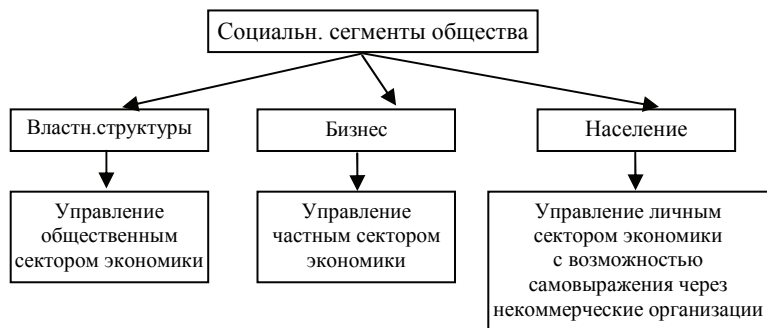 Социальн. сегменты общества
Властн.структуры
Бизнес
Население
Управление
общественным
сектором экономики
Управление
частным сектором
экономики
Управление личным
сектором экономики
с возможностью
самовыражения через
некоммерческие организации